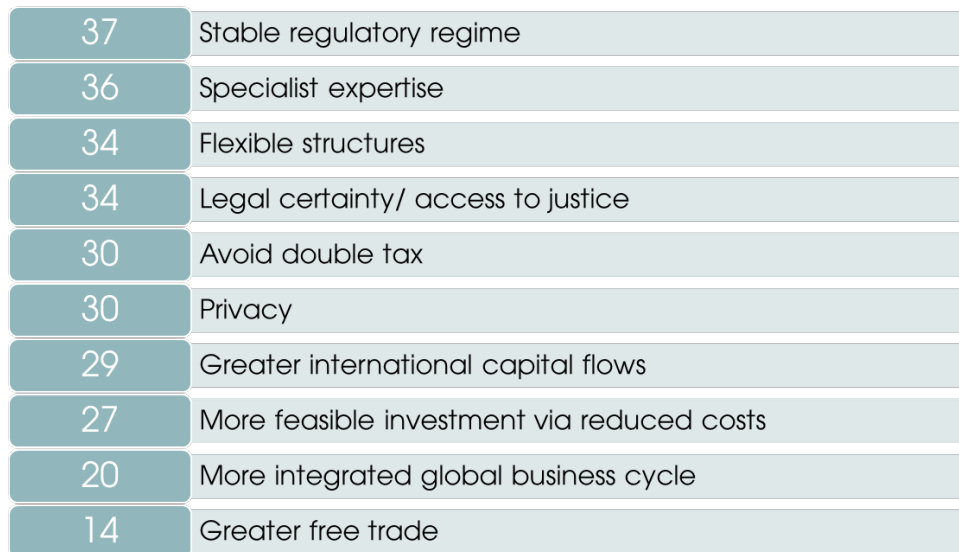 37 Stable regulatory regime
36 Specialist expertise
34 Flexible structures
34 Legal certainty/ access to justice
30 Avoid double tax
30 Privacy
29 Greater international capital flows
27 More feasible investment via reduced costs
20 More integrated global business cycle
14 Greater free trade